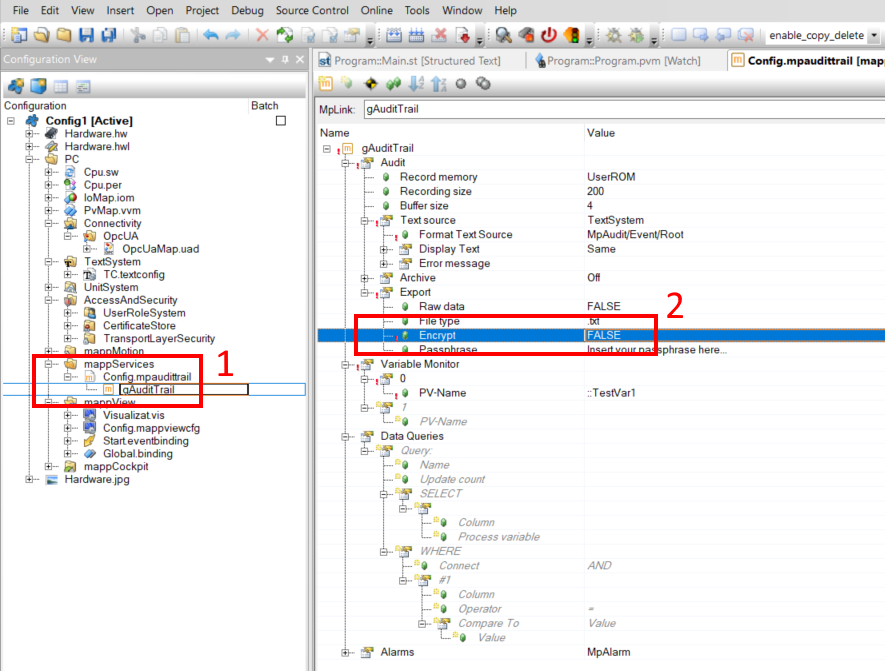 File Edit View Insert Open Project Debug Source Control Online Tools Window Help
enable_copy_delete
Configuration View
Program::Main.st [Structured Text]
Program::Program.pvm [Watch]
Config.mpaudittrail [mapp
MpLink: gAuditTrail
Configuration Batch
Config1 [Active]
Hardware.hw
Hardware.hwl
PC
Cpu.sw
Cpu.per
IoMap.iom
PvMap.vvm
Connectivity
OpcUA
OpcUaMap.uad
TextSystem
TC.textconfig
UnitSystem
AccessAndSecurity
UserRoleSystem
CertificateStore
TransportLayerSecurity
mappMotion
mappServices
Config.mpaudittrail
gAuditTrail
mappView
Visualizat.vis
Config.mappviewcfg
Start.eventbinding
Global.binding
mappCockpit
Hardware.jpg
1
Name Value
gAuditTrail
Audit
Record memory UserROM
Recording size 200
Buffer size 4
Text source TextSystem
Format Text Source MpAudit/Event/Root
Display Text Same
Error message
Archive Off
Export
Raw data FALSE
File type .txt
Encrypt FALSE
Passphrase Insert your passphrase here...
2
Variable Monitor
0
PV-Name ::TestVar1
1
PV-Name
Data Queries
Query:
Name
Update count
SELECT
Column
Process variable
WHERE
Connect AND
#1
Column
Operator =
Compare To Value
Value
Alarms MpAlarm